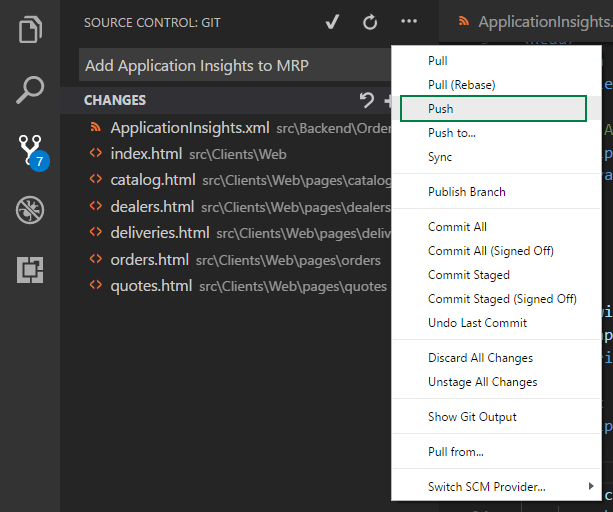 SOURCE CONTROL: GIT
ApplicationInsights.
Add Application Insights to MRP
CHANGES
ApplicationInsights.xml src\Backend\Order
index.html src\Clients\Web
catalog.html src\Clients\Web\pages\catalog
dealers.html src\Clients\Web\pages\dealers
deliveries.html src\Clients\Web\pages\deliv
orders.html src\Clients\Web\pages\orders
quotes.html src\Clients\Web\pages\quotes
7
Pull
Pull (Rebase)
Push
Push to...
Sync
Publish Branch
Commit All
Commit All (Signed Off)
Commit Staged
Commit Staged (Signed Off)
Undo Last Commit
Discard All Changes
Unstage All Changes
Show Git Output
Pull from...
Switch SCM Provider...